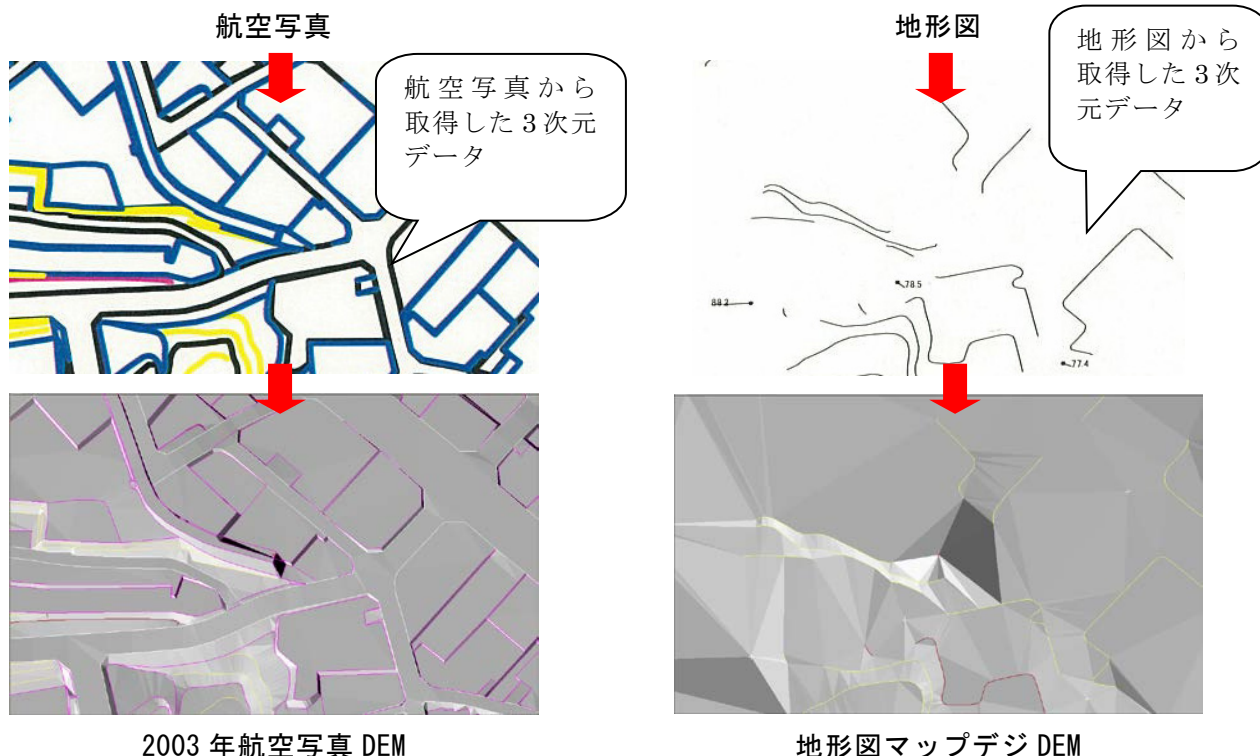 航空写真
地形図
航空写真から
取得した3次元
データ
地形図から
取得した3次
元データ
78.5
88.2
77.4
2003年航空写真DEM
地形図マップデジDEM